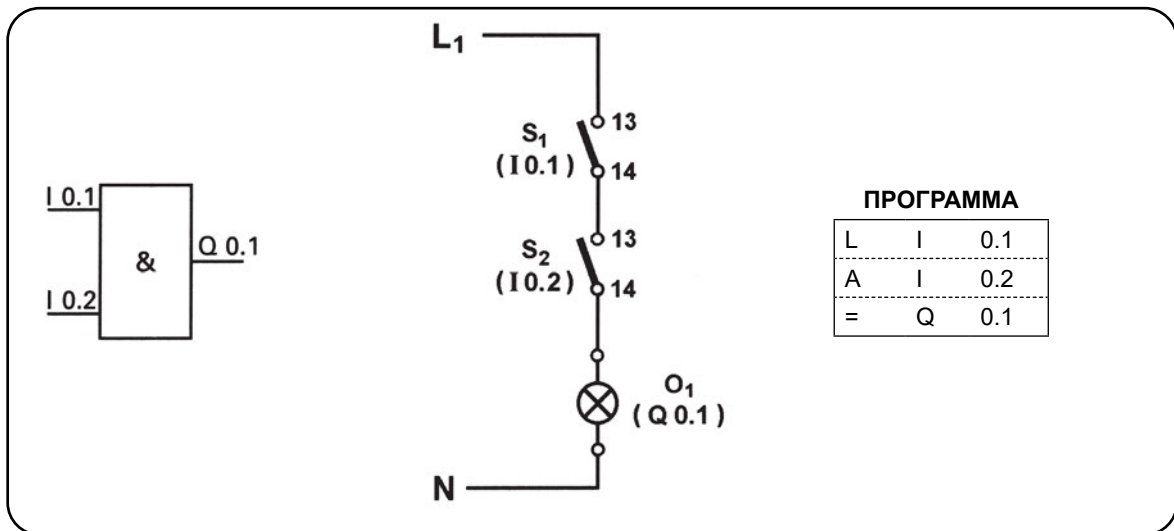 I 0.1
I 0.2
&
Q 0.1
L₁
S₁
(I 0.1)
13
14
S₂
(I 0.2)
13
14
O₁
(Q 0.1)
N
ПРОГРАММА
L I 0.1
A I 0.2
= Q 0.1